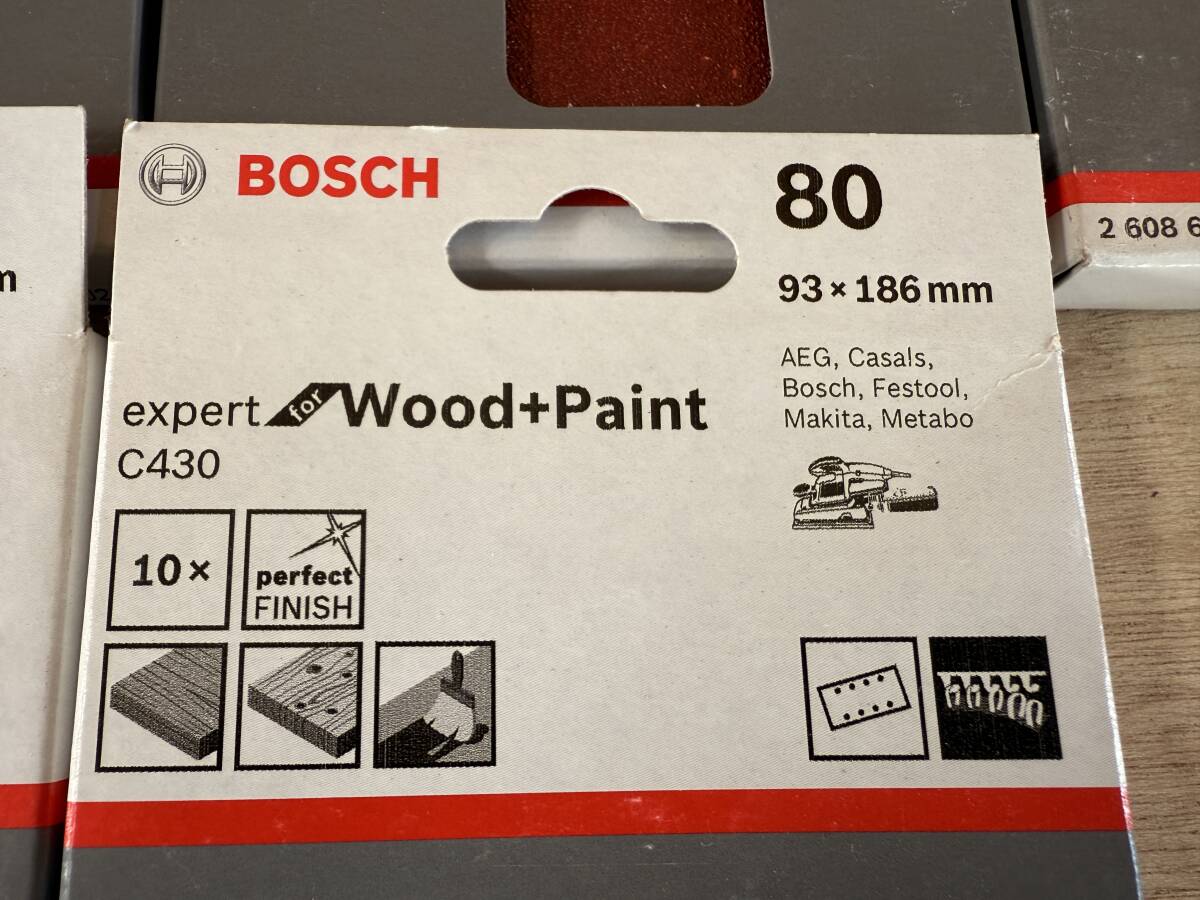 BOSCH
80
93 × 186 mm
AEG, Casals,
Bosch, Festool,
Makita, Metabo
expert for Wood+Paint
C430
10 ×
perfect
FINISH
m
2 608 6